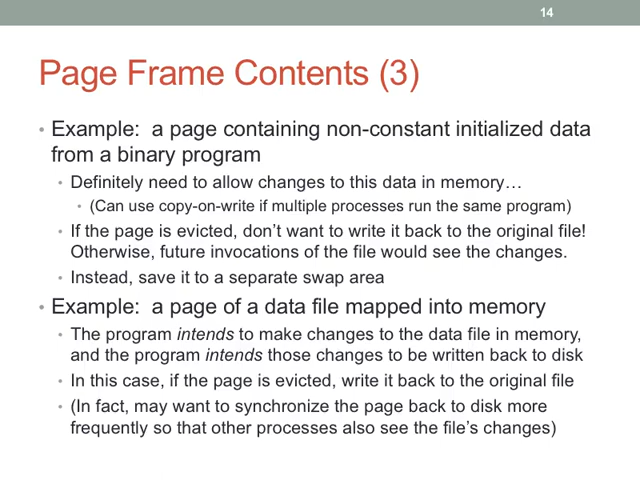 14
Page Frame Contents (3)
• Example:  a page containing non-constant initialized data
from a binary program
• Definitely need to allow changes to this data in memory…
• (Can use copy-on-write if multiple processes run the same program)
• If the page is evicted, don’t want to write it back to the original file!
Otherwise, future invocations of the file would see the changes.
• Instead, save it to a separate swap area
• Example:  a page of a data file mapped into memory
• The program intends to make changes to the data file in memory,
and the program intends those changes to be written back to disk
• In this case, if the page is evicted, write it back to the original file
• (In fact, may want to synchronize the page back to disk more
frequently so that other processes also see the file’s changes)